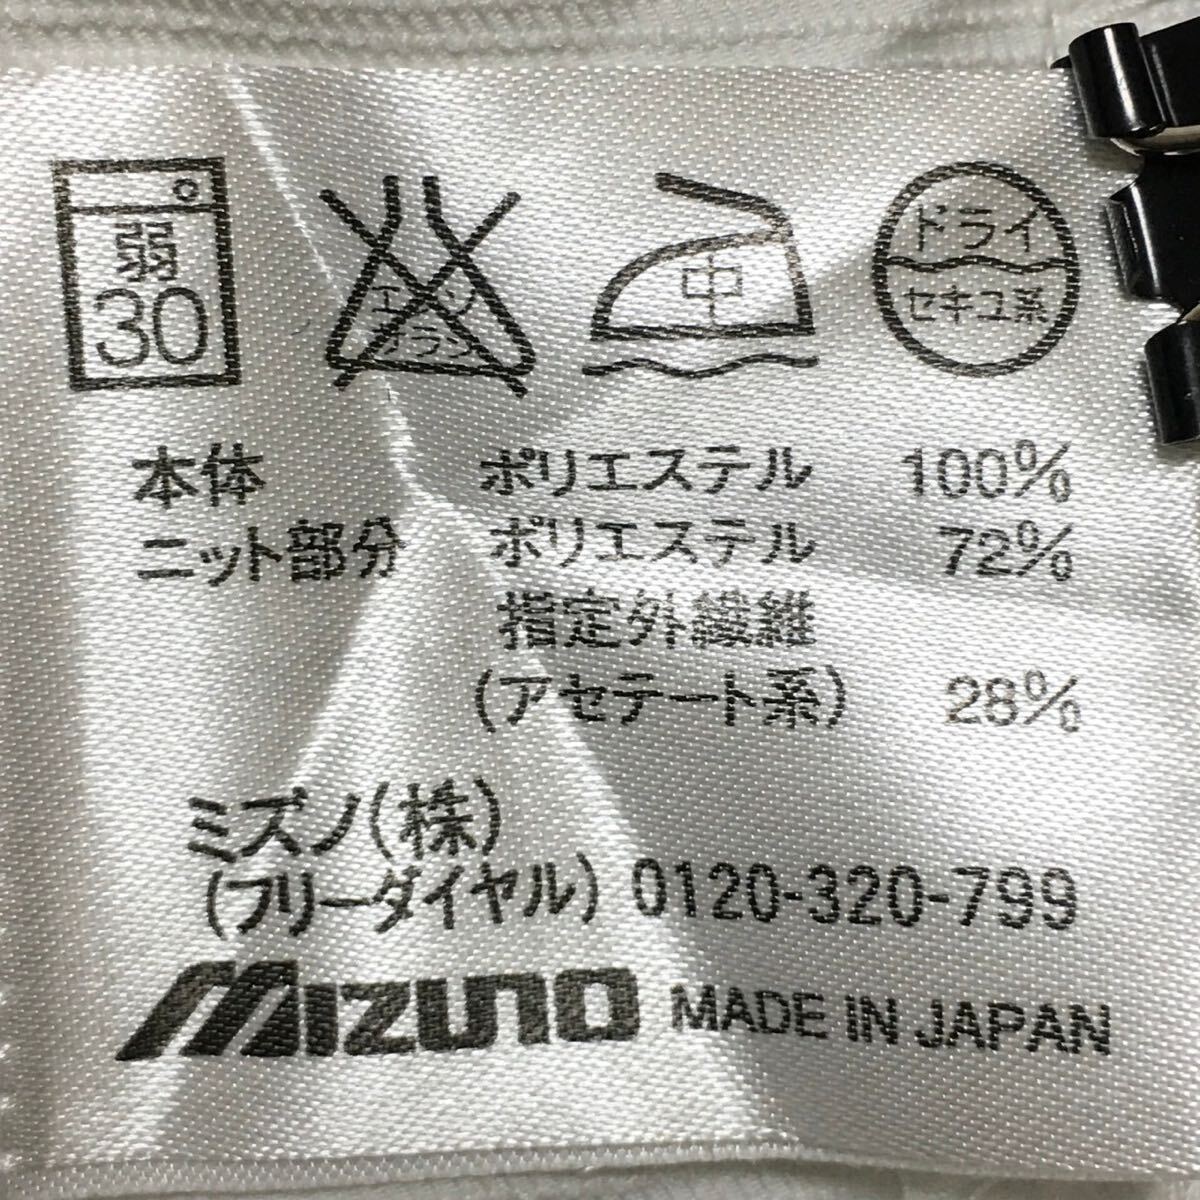 弱
30
エンソ
フラン
中
ドライ
セキユ系
本体 ポリエステル 100%
ニット部分 ポリエステル 72%
指定外繊維
(アセテート系) 28%
ミズノ(株)
(フリーダイヤル) 0120-320-799
MIZUNO MADE IN JAPAN